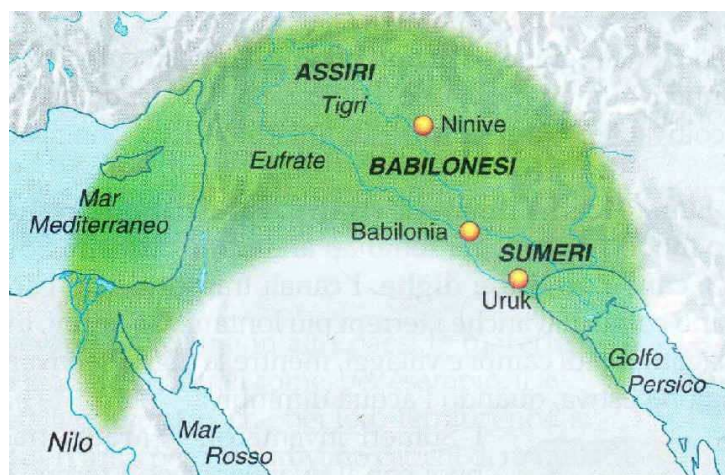 ASSIRI
Tigri
Ninive
Eufrate
BABILONESI
Mar
Mediterraneo
Babilonia
SUMERI
Uruk
Golfo
Persico
Nilo
Mar
Rosso